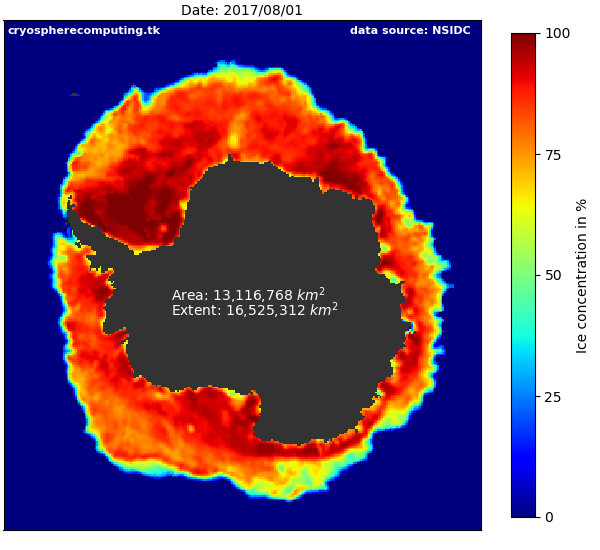 Date: 2017/08/01
cryospherecomputing.tk
data source: NSIDC
100
75
50
25
0
Ice concentration in %
Area: 13,116,768 km²
Extent: 16,525,312 km²